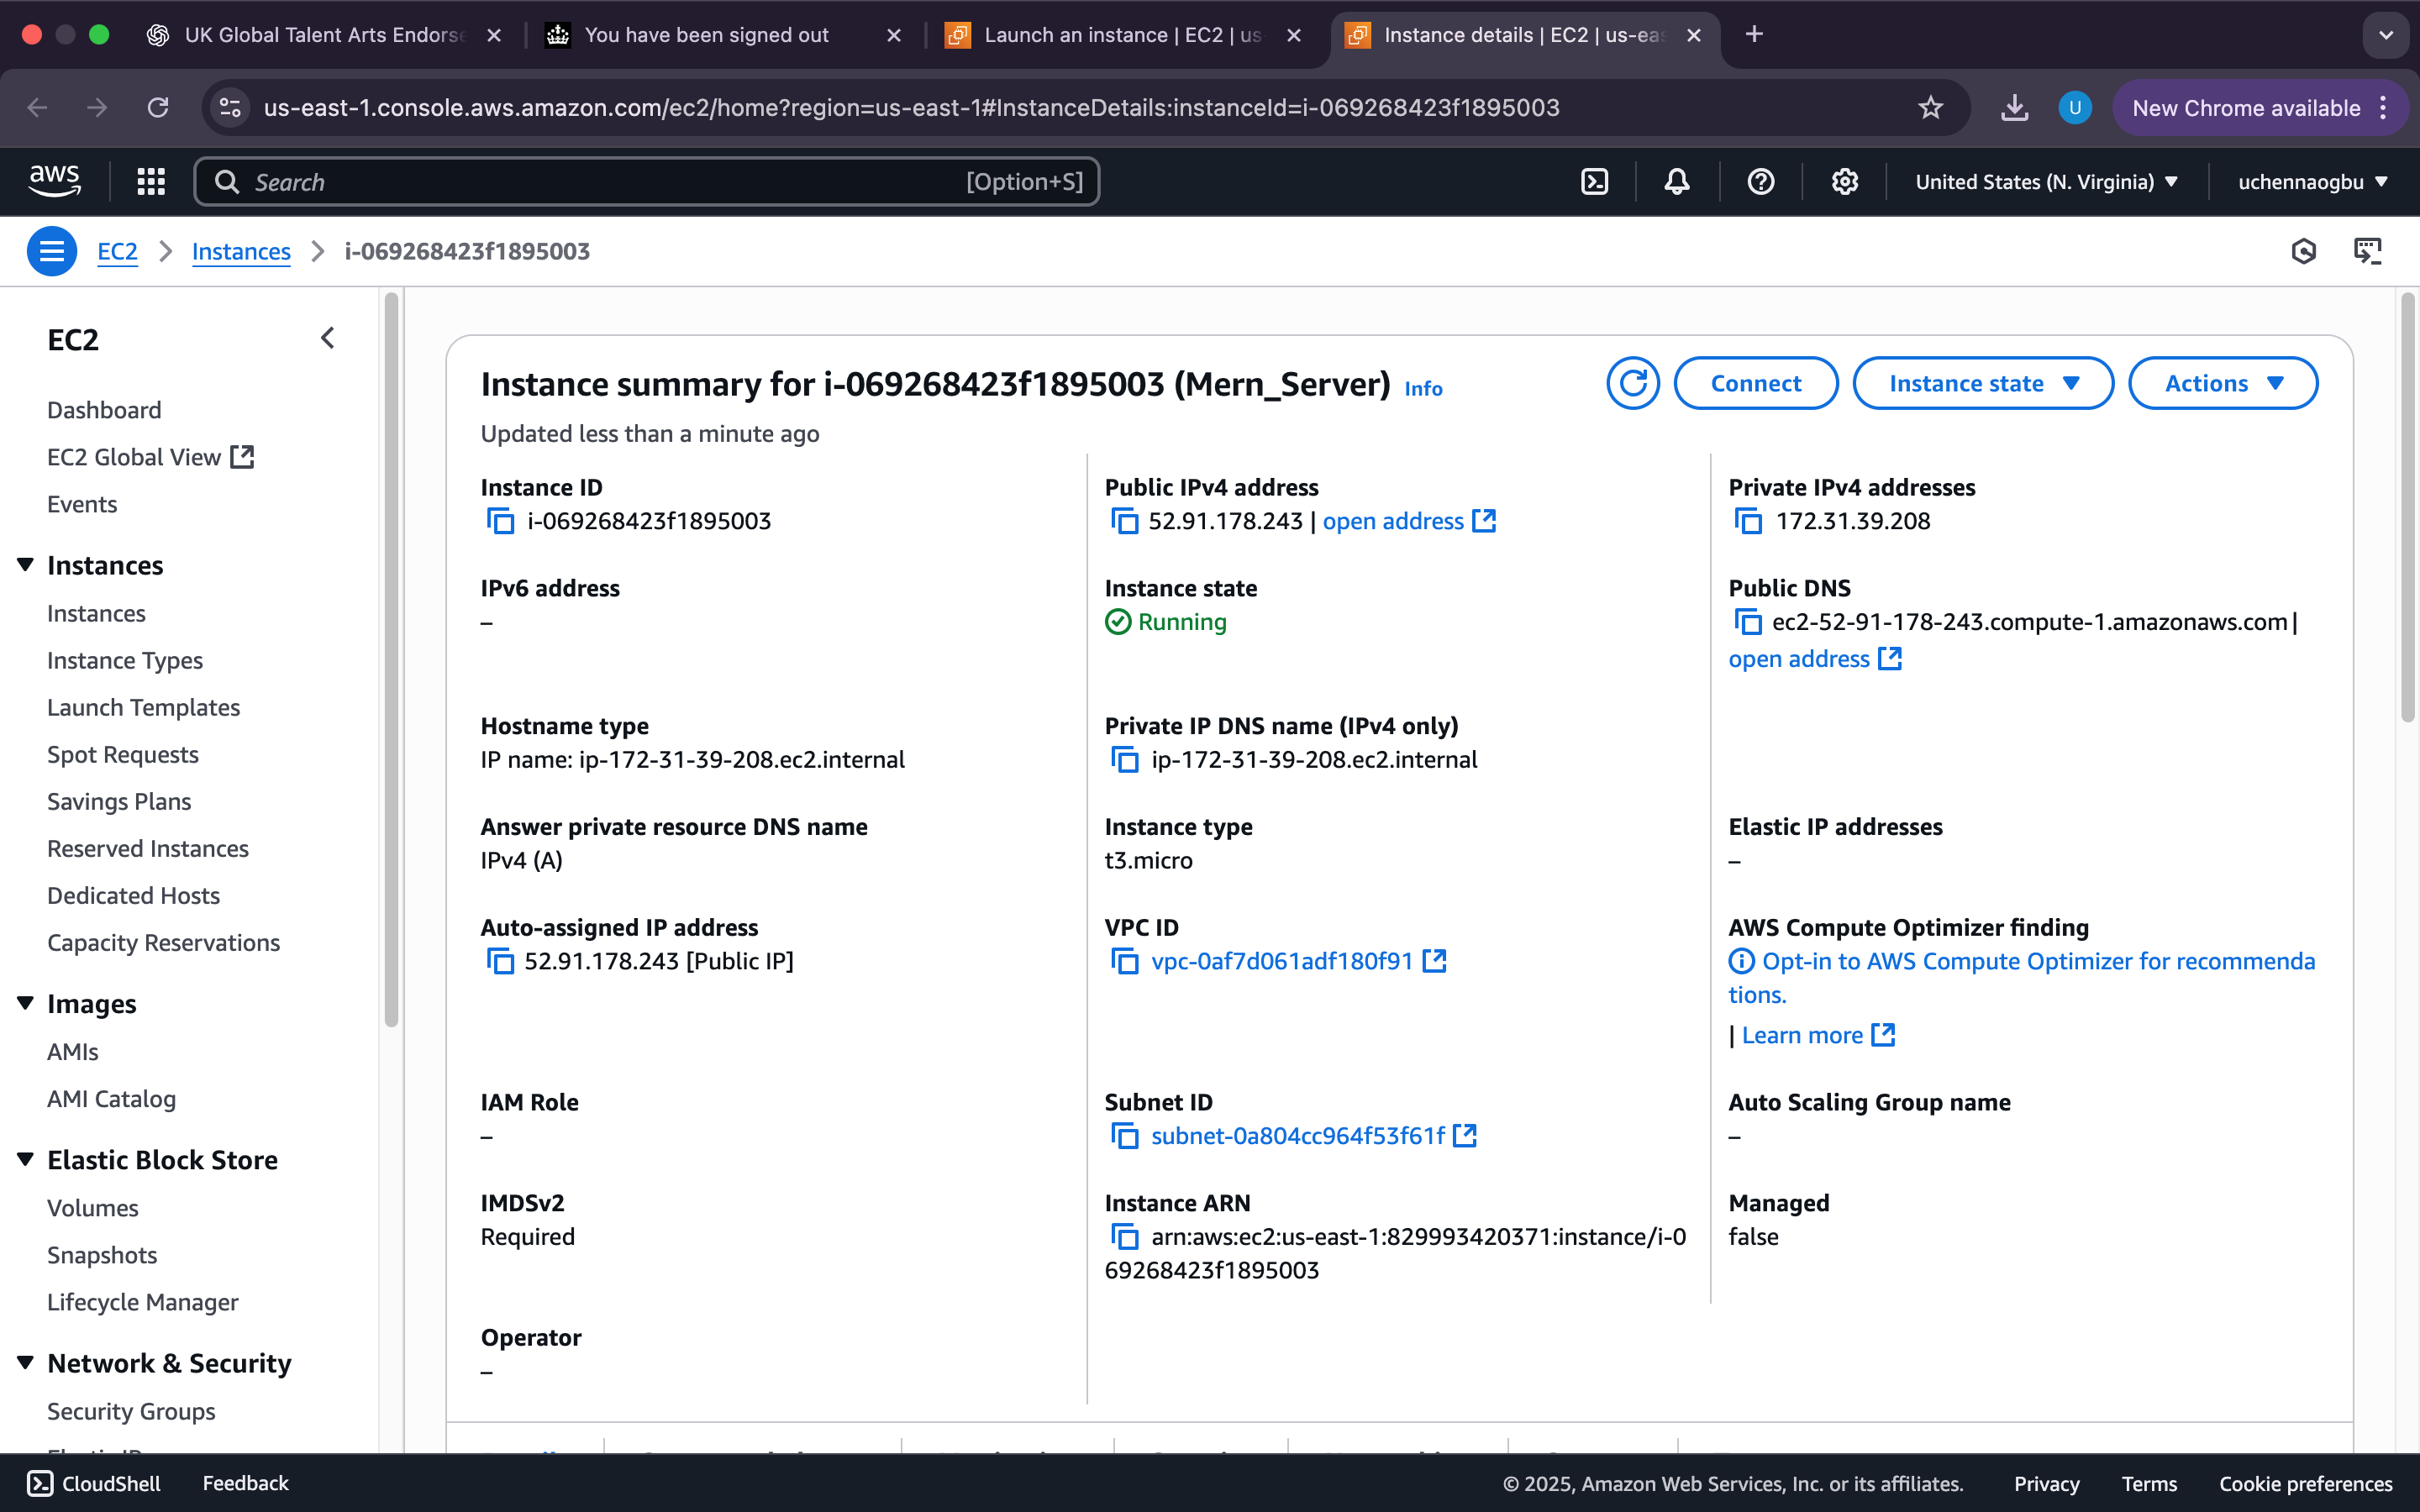 UK Global Talent Arts Endorse
You have been signed out
Launch an instance | EC2 | us-
Instance details | EC2 | us-eas
us-east-1.console.aws.amazon.com/ec2/home?region=us-east-1#InstanceDetails:instanceId=i-069268423f1895003
U
New Chrome available
aws
Search
[Option+S]
United States (N. Virginia)
uchennaogbu
EC2
Instances
i-069268423f1895003
EC2
Dashboard
EC2 Global View
Events
Instances
Instances
Instance Types
Launch Templates
Spot Requests
Savings Plans
Reserved Instances
Dedicated Hosts
Capacity Reservations
Images
AMIs
AMI Catalog
Elastic Block Store
Volumes
Snapshots
Lifecycle Manager
Network & Security
Security Groups
Instance summary for i-069268423f1895003 (Mern_Server) Info
Connect
Instance state
Actions
Updated less than a minute ago
Instance ID
i-069268423f1895003
Public IPv4 address
52.91.178.243 | open address
Private IPv4 addresses
172.31.39.208
IPv6 address
–
Instance state
Running
Public DNS
ec2-52-91-178-243.compute-1.amazonaws.com |
open address
Hostname type
IP name: ip-172-31-39-208.ec2.internal
Private IP DNS name (IPv4 only)
ip-172-31-39-208.ec2.internal
Answer private resource DNS name
IPv4 (A)
Instance type
t3.micro
Elastic IP addresses
–
Auto-assigned IP address
52.91.178.243 [Public IP]
VPC ID
vpc-0af7d061adf180f91
AWS Compute Optimizer finding
Opt-in to AWS Compute Optimizer for recommenda
tions.
| Learn more
IAM Role
–
Subnet ID
subnet-0a804cc964f53f61f
Auto Scaling Group name
–
IMDSv2
Required
Instance ARN
arn:aws:ec2:us-east-1:829993420371:instance/i-0
69268423f1895003
Managed
false
Operator
–
CloudShell
Feedback
© 2025, Amazon Web Services, Inc. or its affiliates.
Privacy
Terms
Cookie preferences